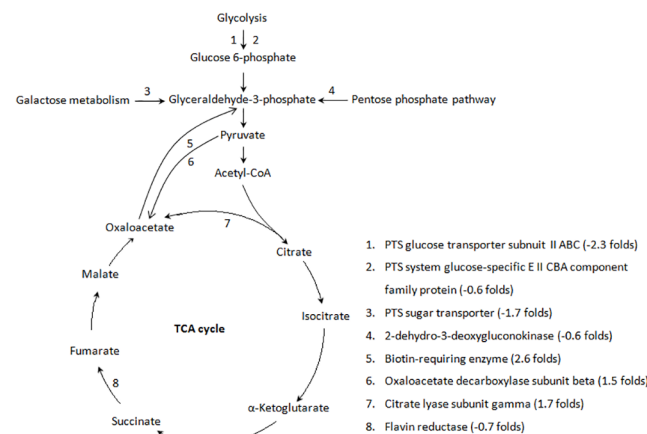 Glycolysis
1 2
Glucose 6-phosphate
Galactose metabolism 3 Glyceraldehyde-3-phosphate 4 Pentose phosphate pathway
Pyruvate
5
6
Acetyl-CoA
Oxaloacetate
7
Citrate
Malate
Isocitrate
TCA cycle
Fumarate
8
α-Ketoglutarate
Succinate
1. PTS glucose transporter subnuit II ABC (-2.3 folds)
2. PTS system glucose-specific E II CBA component
family protein (-0.6 folds)
3. PTS sugar transporter (-1.7 folds)
4. 2-dehydro-3-deoxygluconokinase (-0.6 folds)
5. Biotin-requiring enzyme (2.6 folds)
6. Oxaloacetate decarboxylase subunit beta (1.5 folds)
7. Citrate lyase subunit gamma (1.7 folds)
8. Flavin reductase (-0.7 folds)